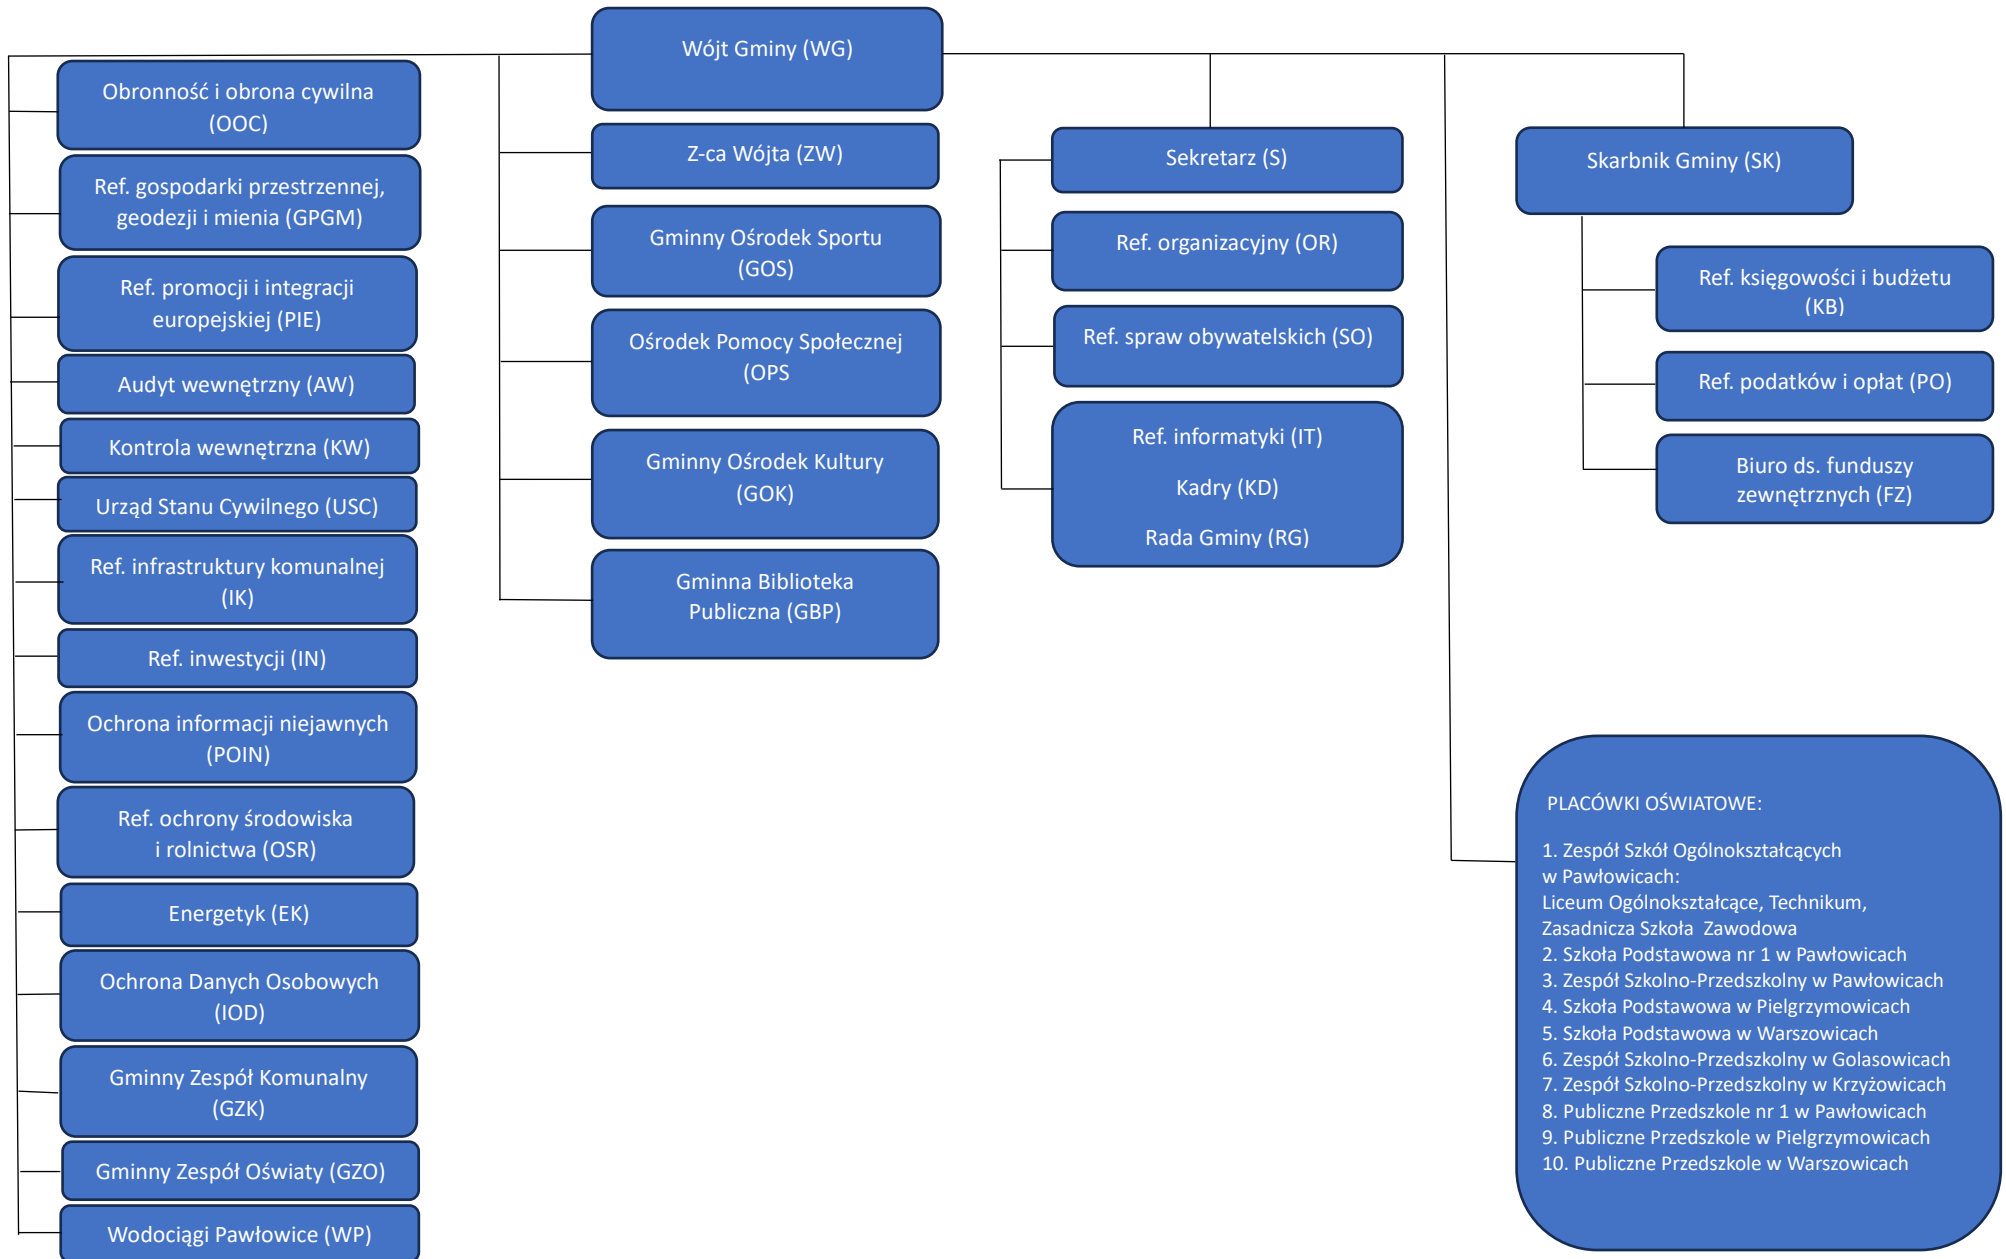 Wójt Gminy (WG)
Obronność i obrona cywilna
(OOC)
Ref. gospodarki przestrzennej,
geodezji i mienia (GPGM)
Ref. promocji i integracji
europejskiej (PIE)
Audyt wewnętrzny (AW)
Kontrola wewnętrzna (KW)
Urząd Stanu Cywilnego (USC)
Ref. infrastruktury komunalnej
(IK)
Ref. inwestycji (IN)
Ochrona informacji niejawnych
(POIN)
Ref. ochrony środowiska
i rolnictwa (OSR)
Energetyk (EK)
Ochrona Danych Osobowych
(IOD)
Gminny Zespół Komunalny
(GZK)
Gminny Zespół Oświaty (GZO)
Wodociągi Pawłowice (WP)
Z-ca Wójta (ZW)
Gminny Ośrodek Sportu
(GOS)
Ośrodek Pomocy Społecznej
(OPS
Gminny Ośrodek Kultury
(GOK)
Gminna Biblioteka
Publiczna (GBP)
Sekretarz (S)
Ref. organizacyjny (OR)
Ref. spraw obywatelskich (SO)
Ref. informatyki (IT)
Kadry (KD)
Rada Gminy (RG)
Skarbnik Gminy (SK)
Ref. księgowości i budżetu
(KB)
Ref. podatków i opłat (PO)
Biuro ds. funduszy
zewnętrznych (FZ)
PLACÓWKI OŚWIATOWE:
1. Zespół Szkół Ogólnokształcących
w Pawłowicach:
Liceum Ogólnokształcące, Technikum,
Zasadnicza Szkoła Zawodowa
2. Szkoła Podstawowa nr 1 w Pawłowicach
3. Zespół Szkolno-Przedszkolny w Pawłowicach
4. Szkoła Podstawowa w Pielgrzymowicach
5. Szkoła Podstawowa w Warszowicach
6. Zespół Szkolno-Przedszkolny w Golasowicach
7. Zespół Szkolno-Przedszkolny w Krzyżowicach
8. Publiczne Przedszkole nr 1 w Pawłowicach
9. Publiczne Przedszkole w Pielgrzymowicach
10. Publiczne Przedszkole w Warszowicach